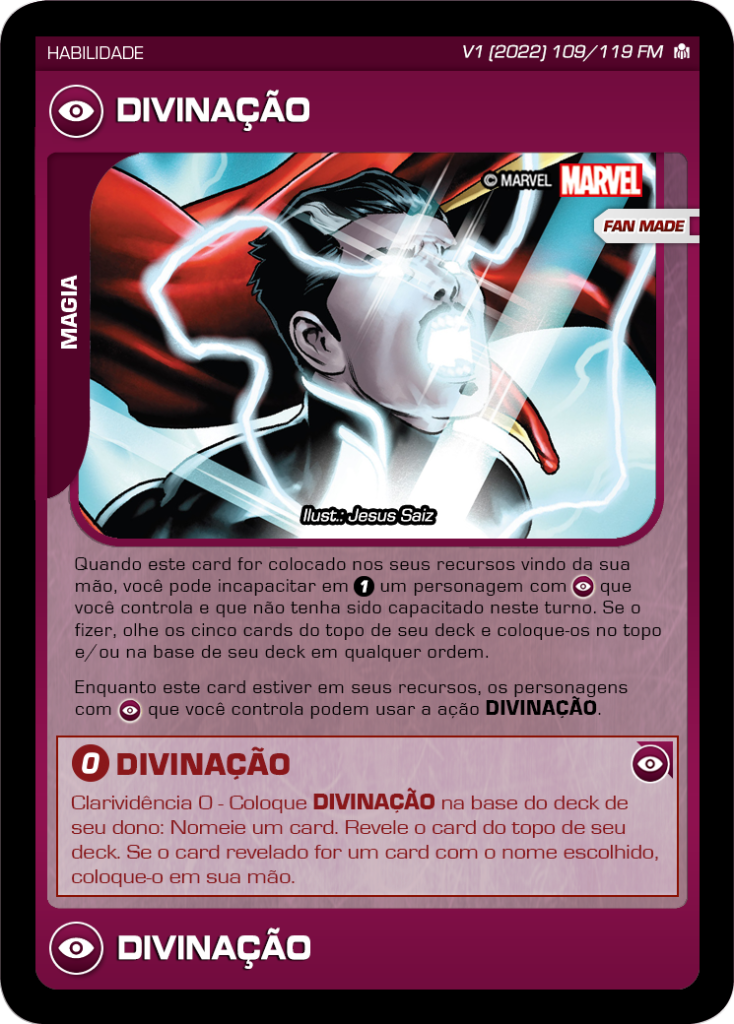 HABILIDADE
V1 (2022) 109/119 FM
DIVINAÇÃO
© MARVEL MARVEL
FAN MADE
MAGIA
Ilust.: Jesus Saiz
Quando este card for colocado nos seus recursos vindo da sua
mão, você pode incapacitar em 1 um personagem com que
você controla e que não tenha sido capacitado neste turno. Se o
fizer, olhe os cinco cards do topo de seu deck e coloque-os no topo
e/ou na base de seu deck em qualquer ordem.
Enquanto este card estiver em seus recursos, os personagens
com que você controla podem usar a ação DIVINAÇÃO.
0 DIVINAÇÃO
Clarividência 0 - Coloque DIVINAÇÃO na base do deck de
seu dono: Nomeie um card. Revele o card do topo de seu
deck. Se o card revelado for um card com o nome escolhido,
coloque-o em sua mão.
DIVINAÇÃO